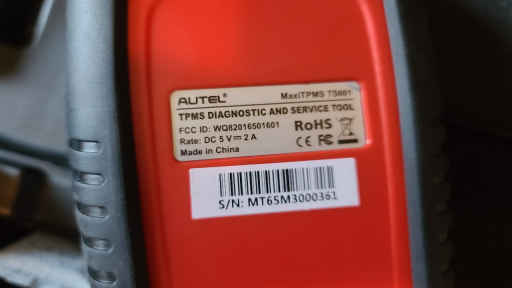 AUTEL® MaxiTPMS TS601
TPMS DIAGNOSTIC AND SERVICE TOOL
FCC ID: WQ82016501601
Rate: DC 5 V⎓2 A
RoHS
Made in China
CE FC
S/N: MT65M3000361